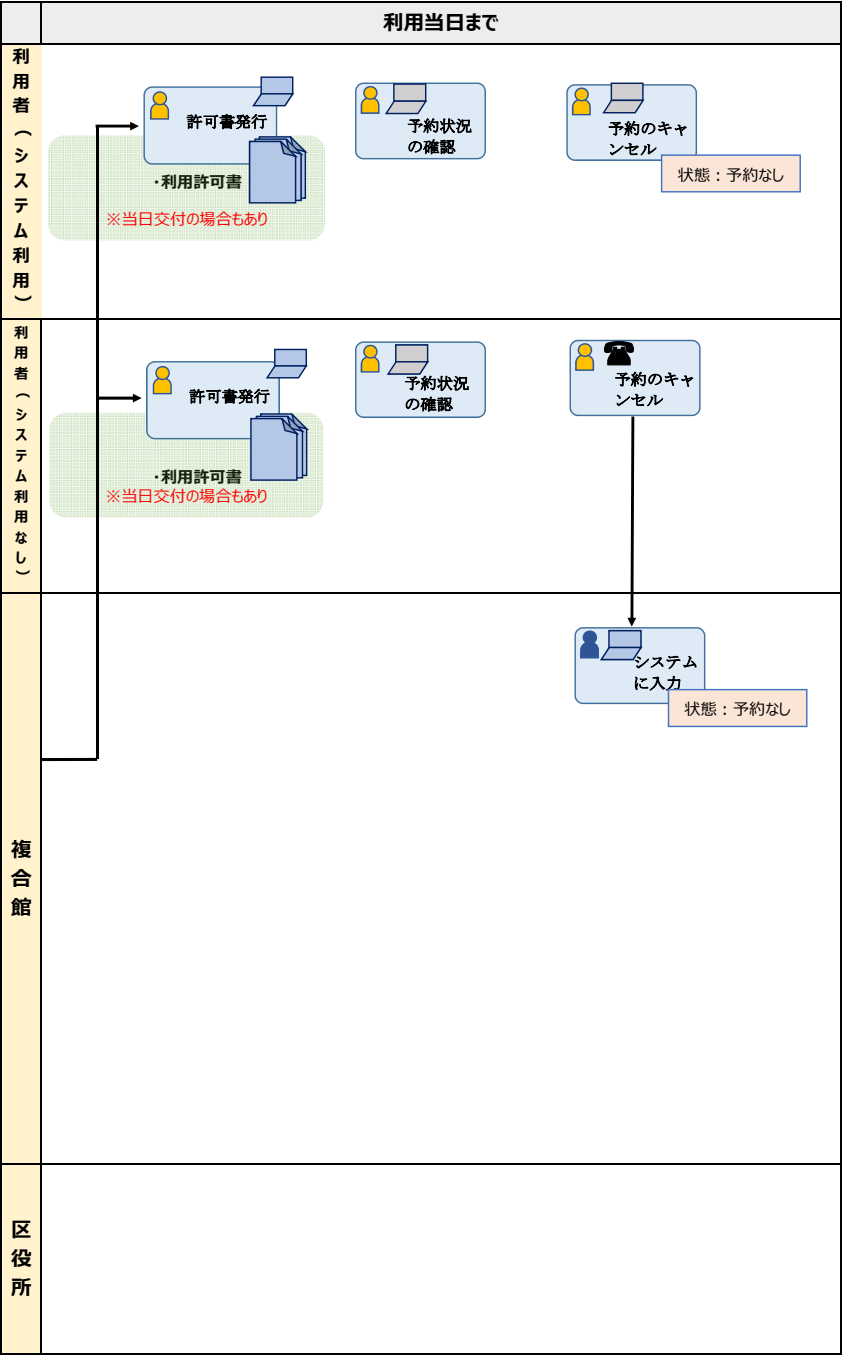 利用当日まで
利用者(システム利用)
許可書発行
・利用許可書
※当日交付の場合もあり
予約状況
の確認
予約のキャ
ンセル
状態：予約なし
利用者(システム利用なし)
許可書発行
・利用許可書
※当日交付の場合もあり
予約状況
の確認
予約のキャ
ンセル
複合館
システム
に入力
状態：予約なし
区役所